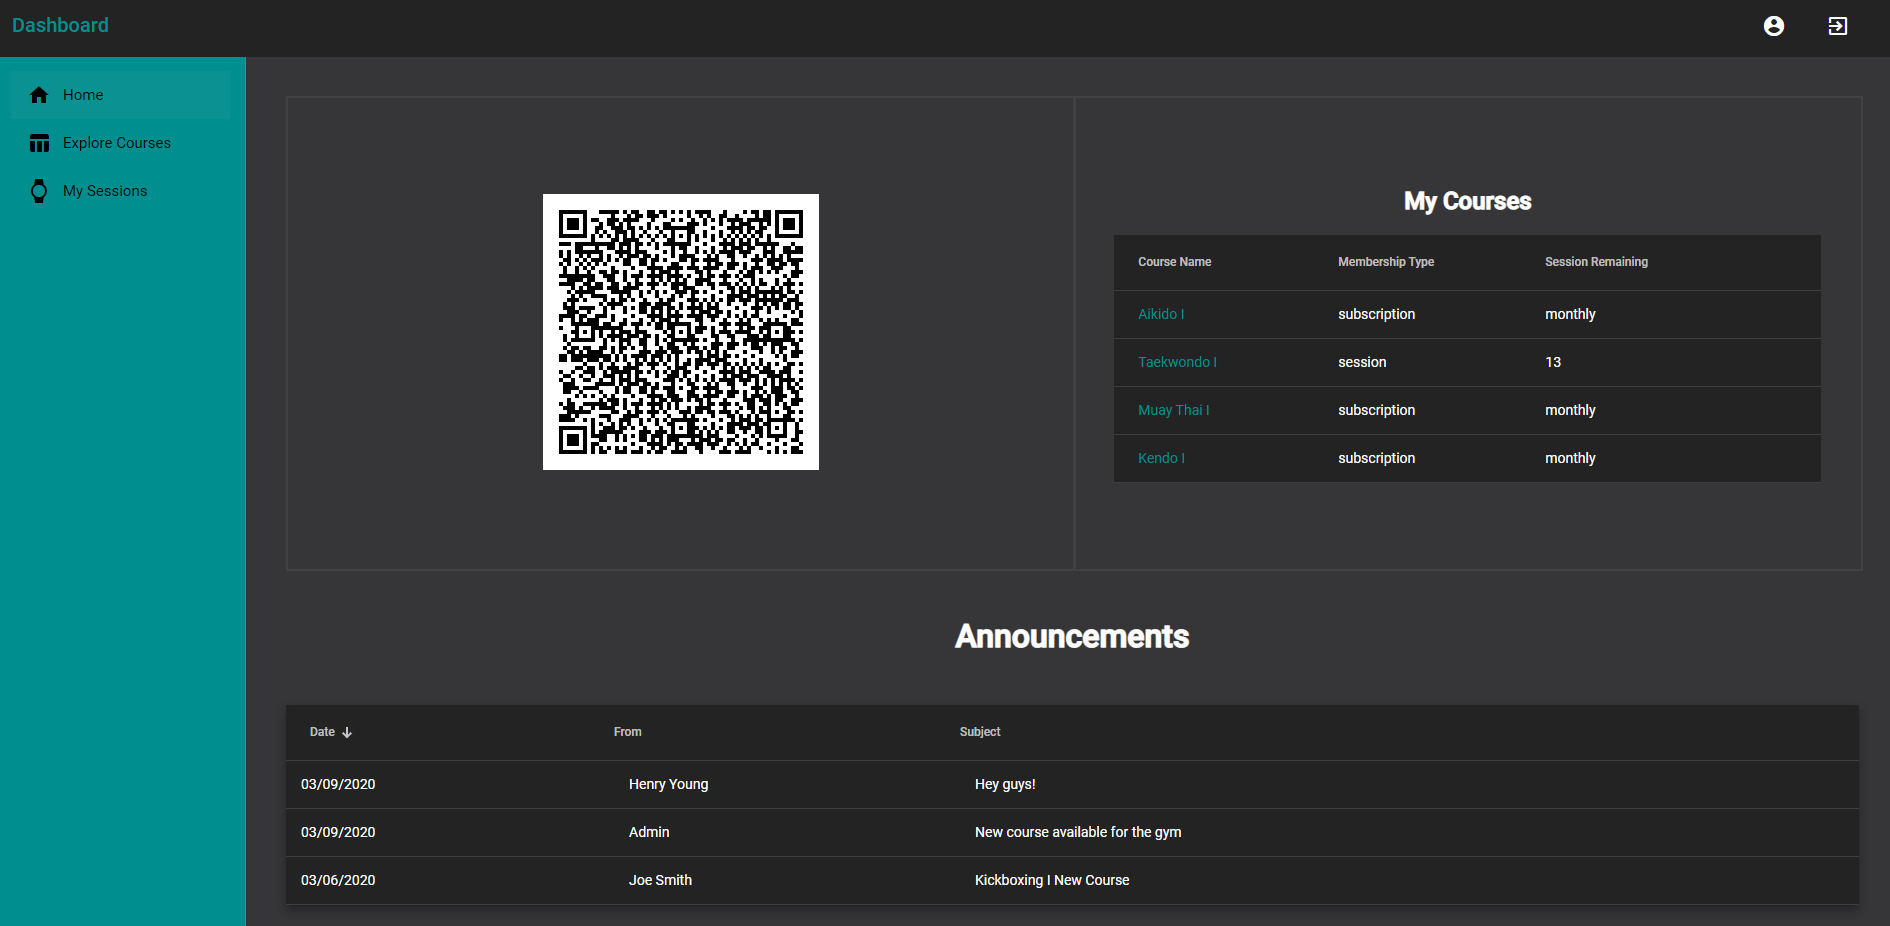 Dashboard
Home
Explore Courses
My Sessions
My Courses
Course Name Membership Type Session Remaining
Aikido I subscription monthly
Taekwondo I session 13
Muay Thai I subscription monthly
Kendo I subscription monthly
Announcements
Date From Subject
03/09/2020 Henry Young Hey guys!
03/09/2020 Admin New course available for the gym
03/06/2020 Joe Smith Kickboxing I New Course